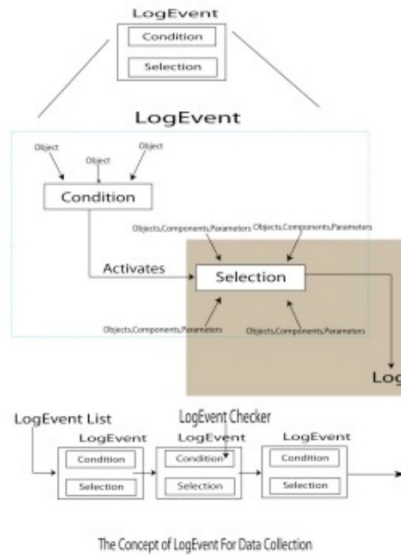 LogEvent
Condition
Selection
LogEvent
Object
Object
Object
Condition
Objects,Components,Parameters
Objects,Components,Parameters
Activates
Selection
Objects,Components,Parameters
Objects,Components,Parameters
Log
LogEvent List
LogEvent Checker
LogEvent
LogEvent
LogEvent
Condition
Condition
Condition
Selection
Selection
Selection
The Concept of LogEvent For Data Collection